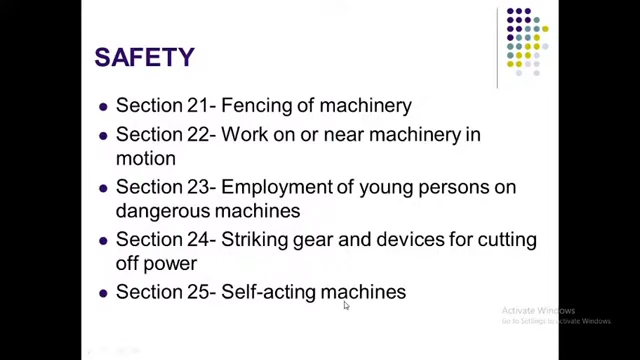 SAFETY
Section 21- Fencing of machinery
Section 22- Work on or near machinery in
motion
Section 23- Employment of young persons on
dangerous machines
Section 24- Striking gear and devices for cutting
off power
Section 25- Self-acting machines
Activate Windows
Go to Settings to activate Windows.